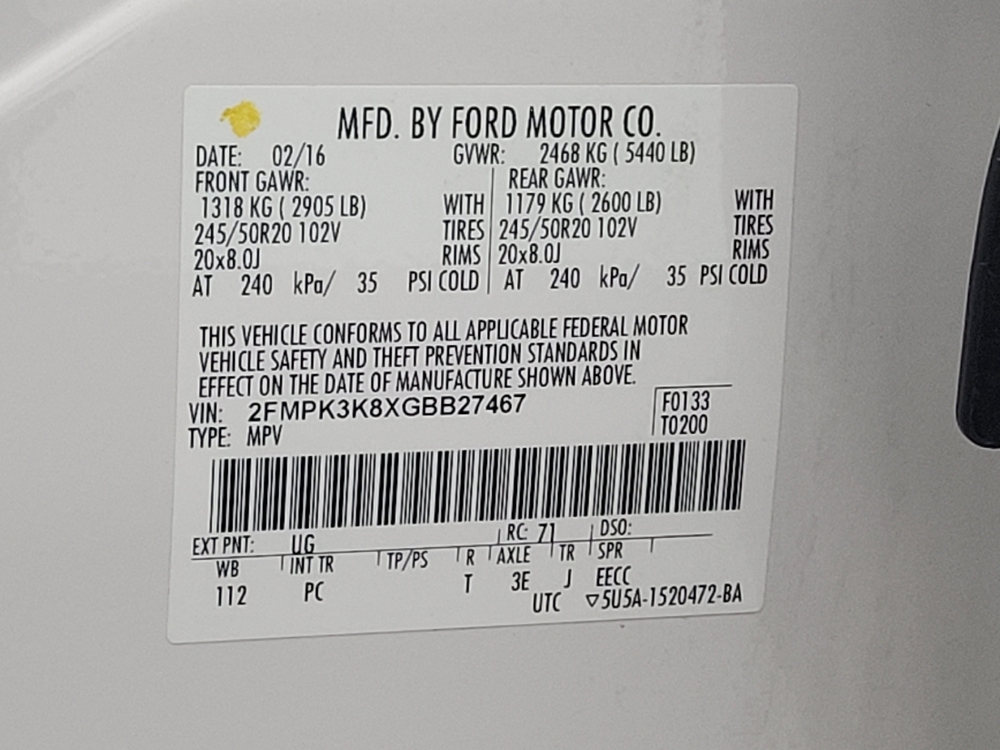 MFD. BY FORD MOTOR CO.
DATE: 02/16 GVWR: 2468 KG ( 5440 LB)
FRONT GAWR: REAR GAWR:
1318 KG ( 2905 LB) WITH 1179 KG ( 2600 LB) WITH
245/50R20 102V TIRES 245/50R20 102V TIRES
20x8.0J RIMS 20x8.0J RIMS
AT 240 kPa/ 35 PSI COLD AT 240 kPa/ 35 PSI COLD
THIS VEHICLE CONFORMS TO ALL APPLICABLE FEDERAL MOTOR
VEHICLE SAFETY AND THEFT PREVENTION STANDARDS IN
EFFECT ON THE DATE OF MANUFACTURE SHOWN ABOVE.
VIN: 2FMPK3K8XGBB27467 F0133
TYPE: MPV T0200
EXT PNT: UG RC: 71 DSO:
WB INT TR TP/PS R AXLE TR SPR
112 PC T 3E J EECC
UTC ▽5U5A-1520472-BA